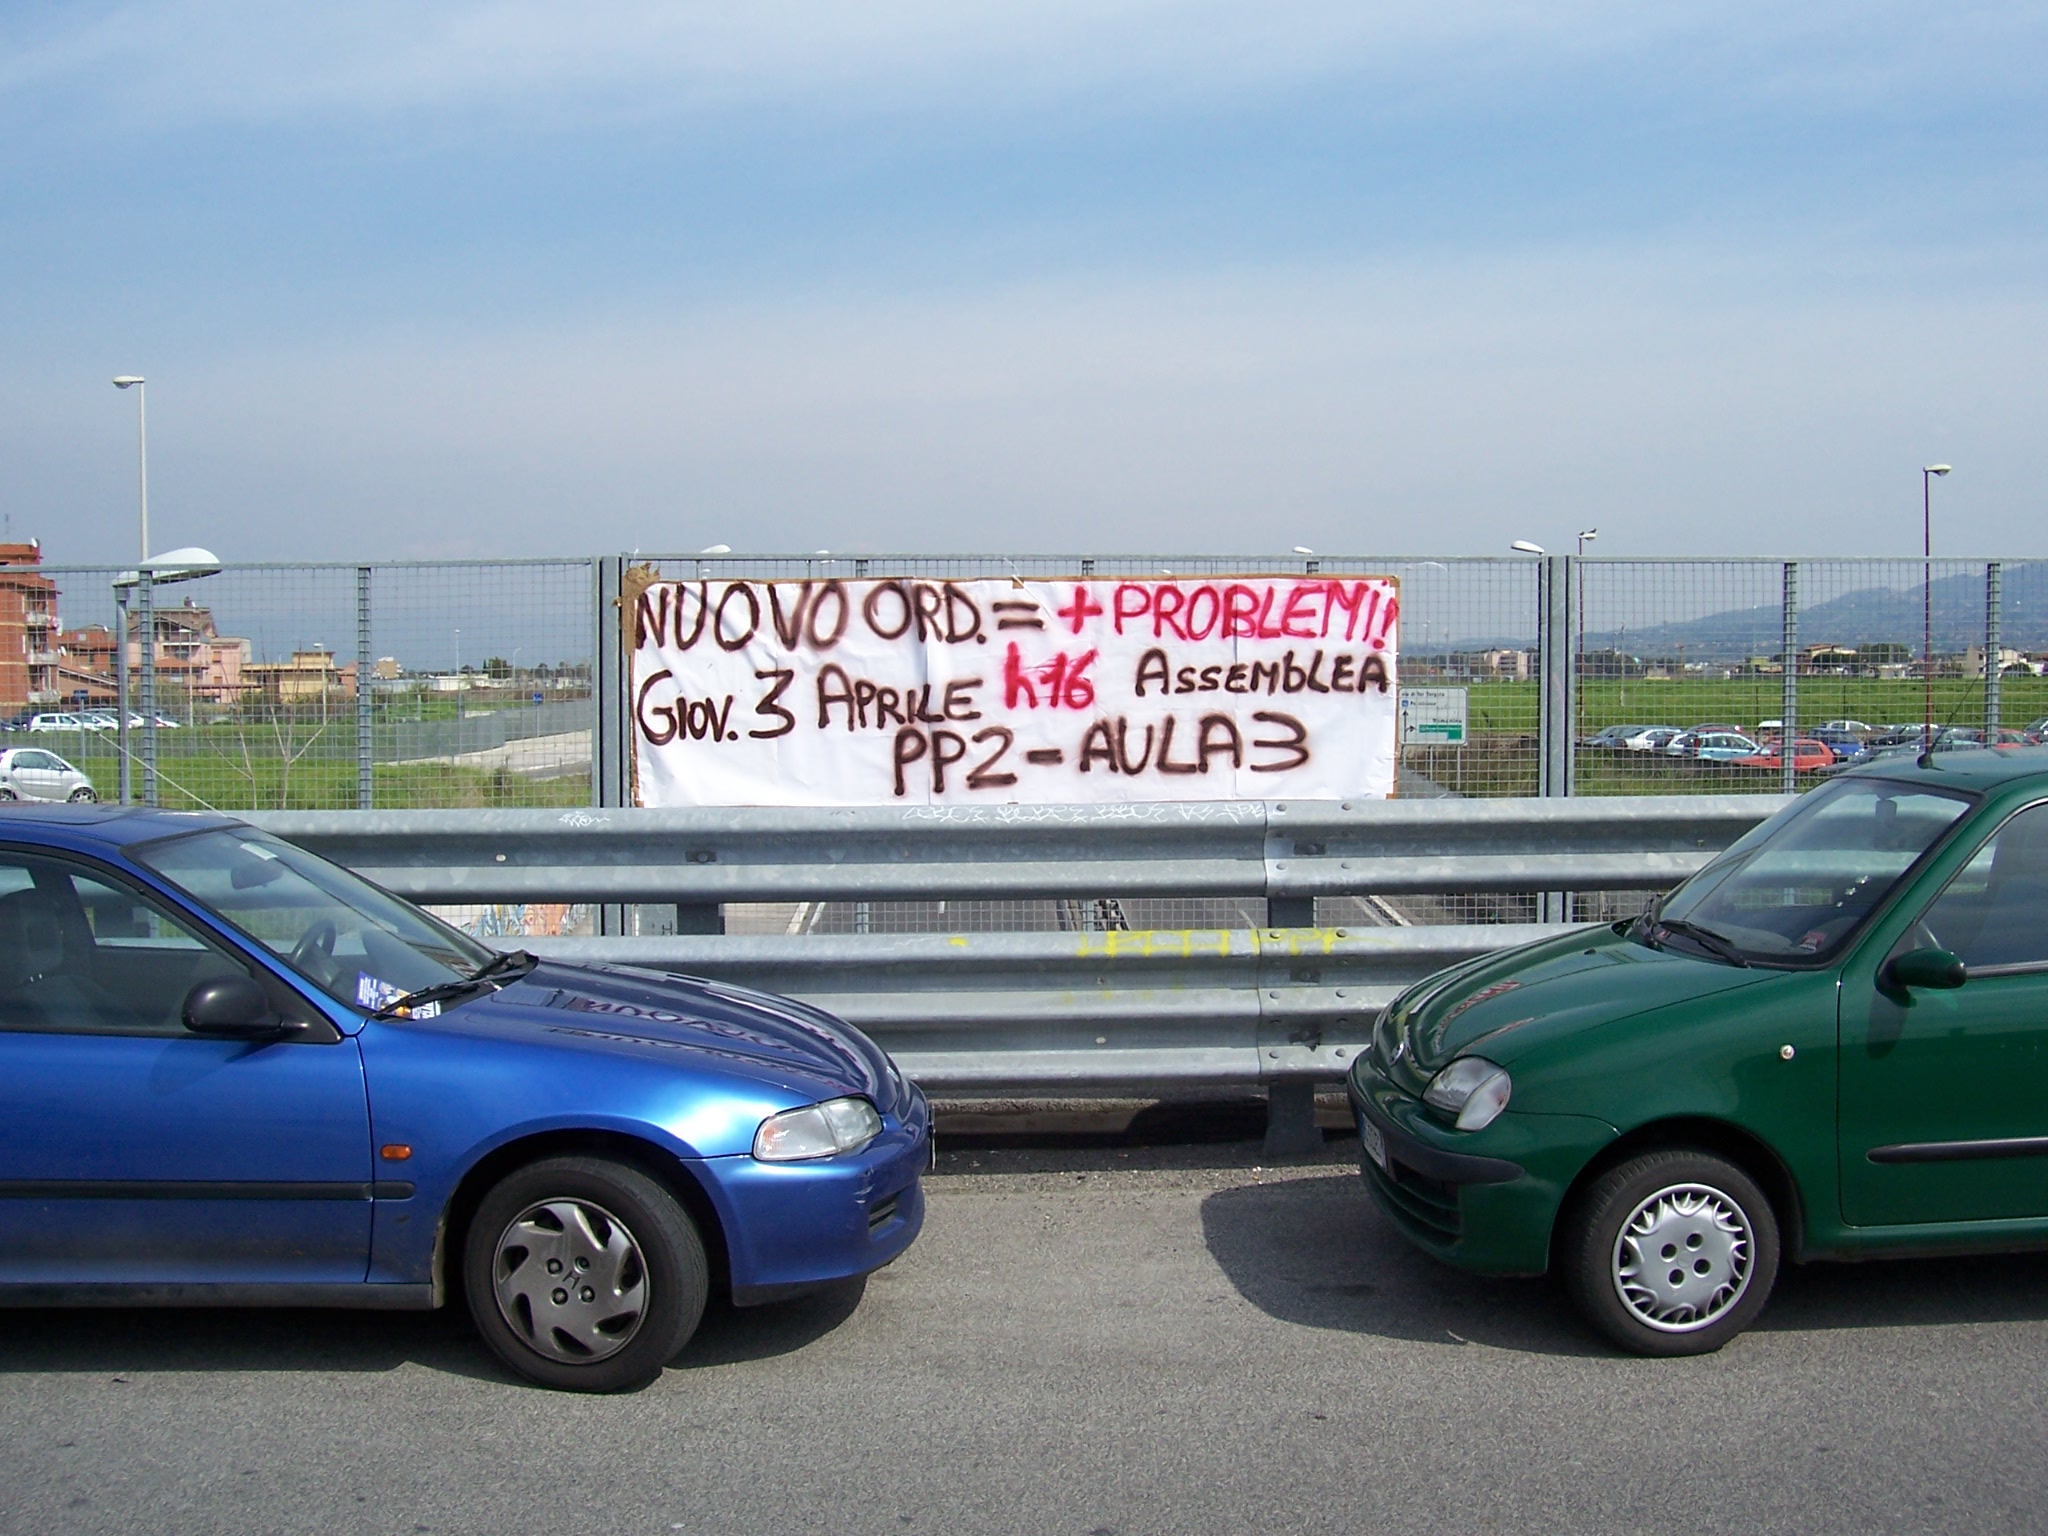 NUOVO ORD. = + PROBLEMI!
GIOV. 3 APRILE h16 ASSEMBLEA
PP2 - AULA 3